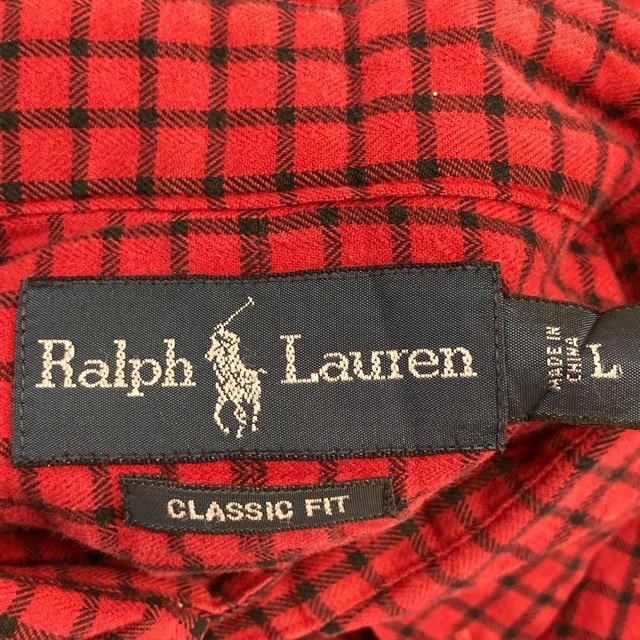 Ralph Lauren
CLASSIC FIT
MADE IN
CHINA
L